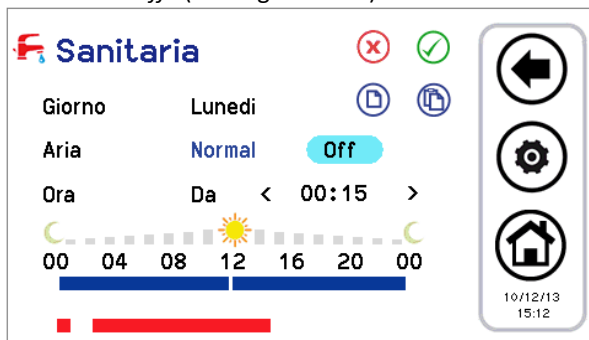 Sanitaria
Giorno Lunedi
Aria Normal Off
Ora Da < 00:15 >
00 04 08 12 16 20 00
10/12/13
15:12